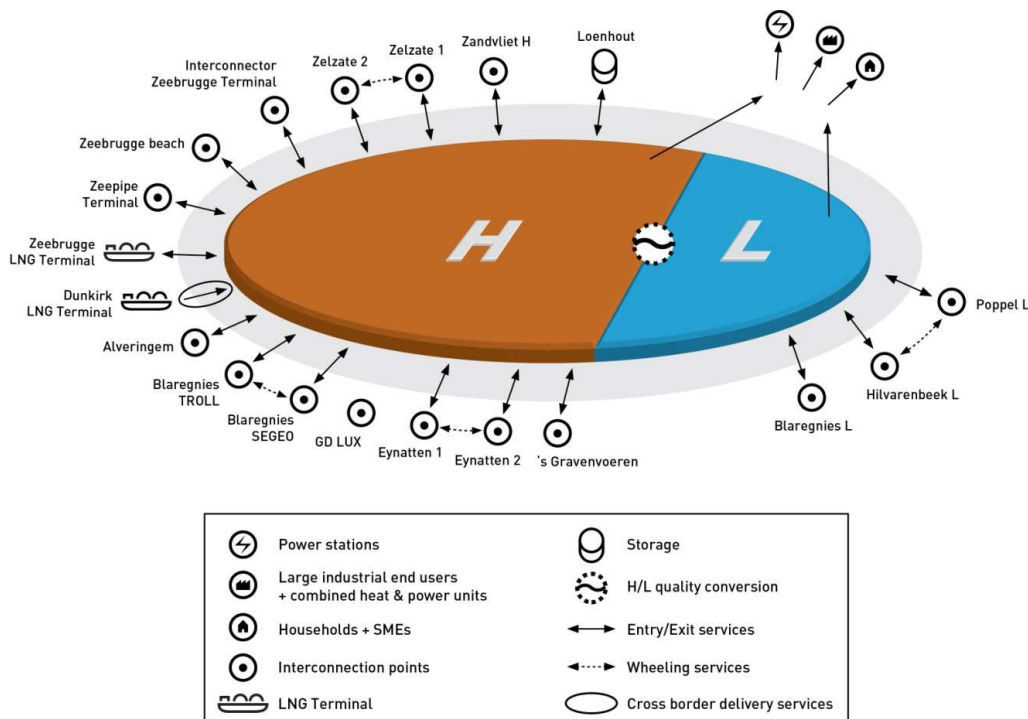 Loenhout
Zandvliet H
Zelzate 1
Zelzate 2
Interconnector
Zeebrugge Terminal
Zeebrugge beach
Zeepipe
Terminal
Zeebrugge
LNG Terminal
Dunkirk
LNG Terminal
Alveringem
Blaregnies
TROLL
Blaregnies
SEGEO
GD LUX
Eynatten 1
Eynatten 2
's Gravenvoeren
Blaregnies L
Hilvarenbeek L
Poppel L
H
L
Power stations
Large industrial end users
+ combined heat & power units
Households + SMEs
Interconnection points
LNG Terminal
Storage
H/L quality conversion
Entry/Exit services
Wheeling services
Cross border delivery services